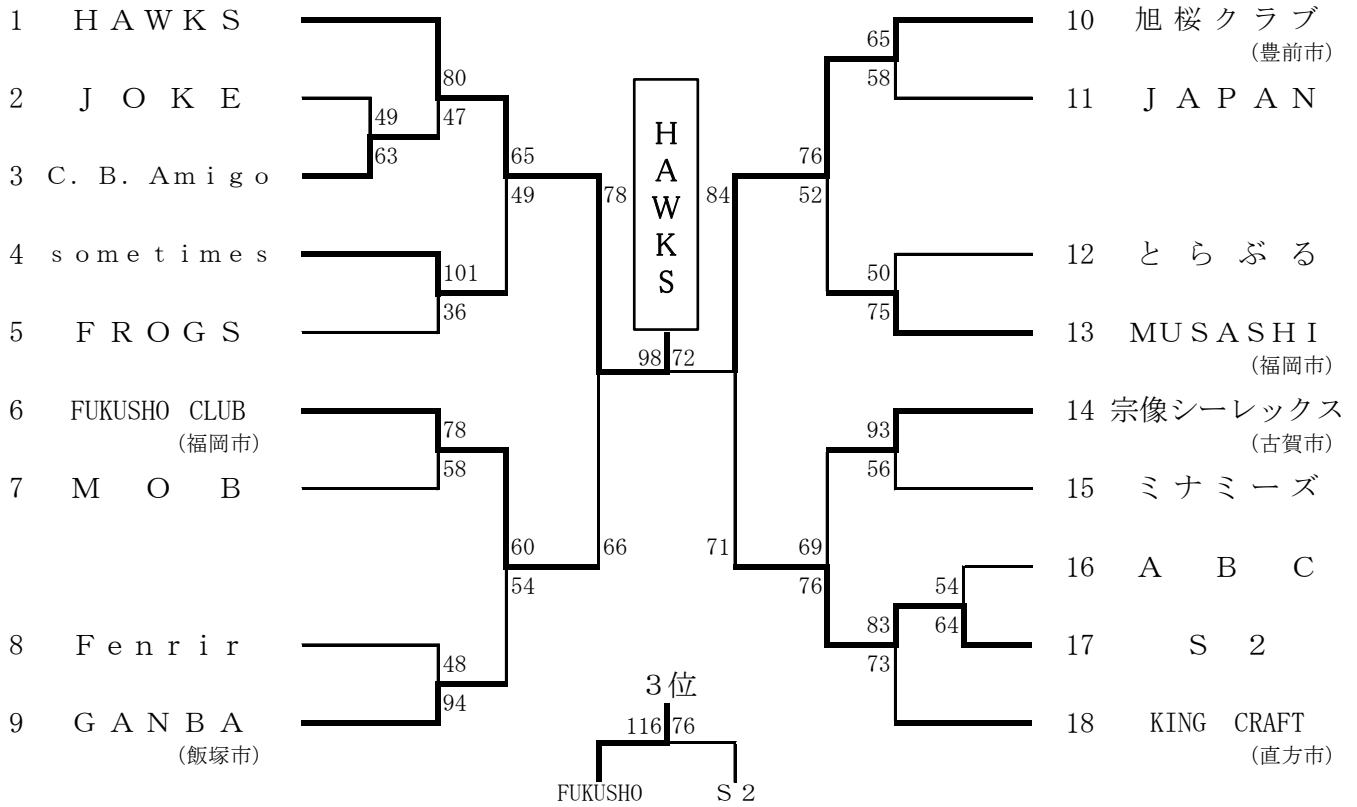 1 HAWKS
80
2 JOKE
49
47
63
3 C. B. Amigo
65
49
78
4 sometimes
101
36
5 FROGS
6 FUKUSHO CLUB
(福岡市)
78
58
7 MOB
60
54
66
8 Fenrir
48
94
9 GANBA
(飯塚市)
HAWKS
98 72
3位
116 76
FUKUSHO S2
10 旭桜クラブ
(豊前市)
65
58
11 JAPAN
84
76
52
12 とらぶる
50
75
13 MUSASHI
(福岡市)
14 宗像シーレックス
(古賀市)
93
56
15 ミナミーズ
71
69
76
16 ABC
54
64
17 S2
83
73
18 KING CRAFT
(直方市)